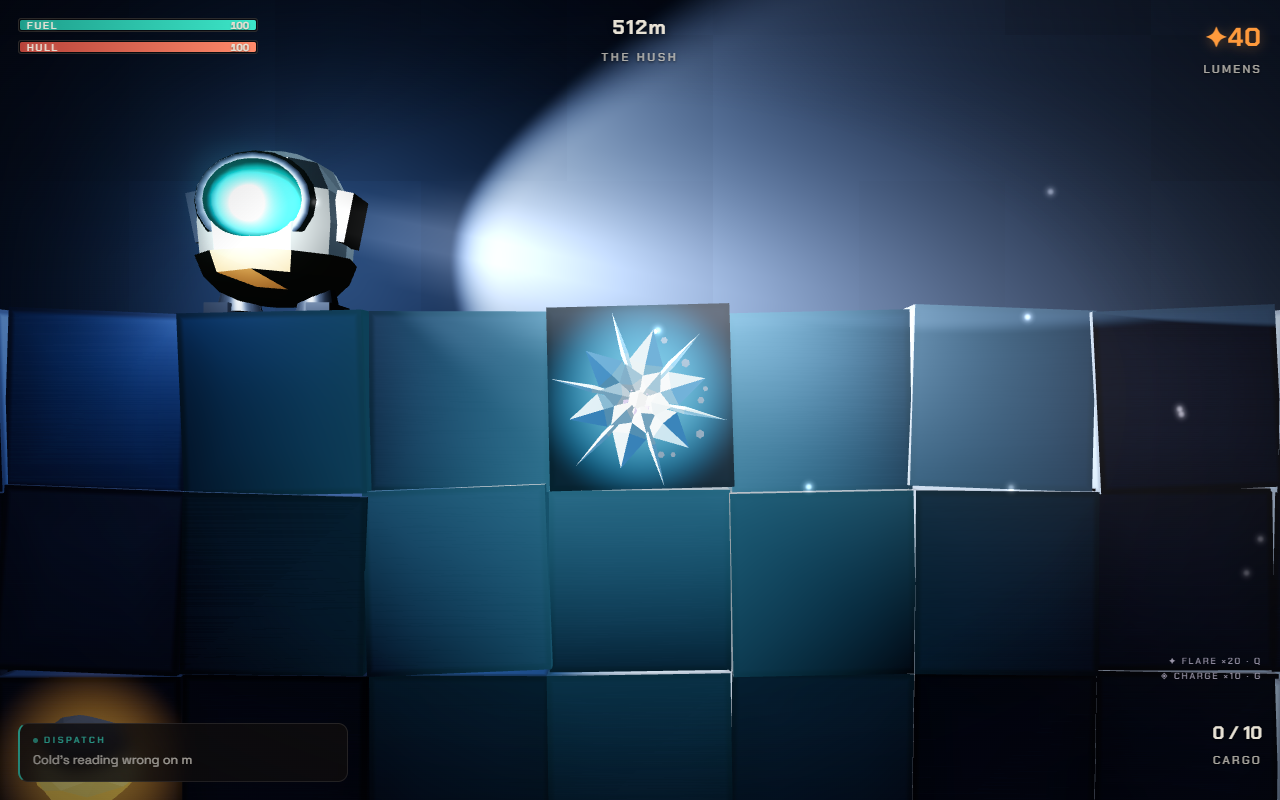 FUEL 100
HULL 100
512m
THE HUSH
✦40
LUMENS
✦ FLARE ×20 · Q
CHARGE ×10 · G
0 / 10
CARGO
DISPATCH
Cold's reading wrong on m